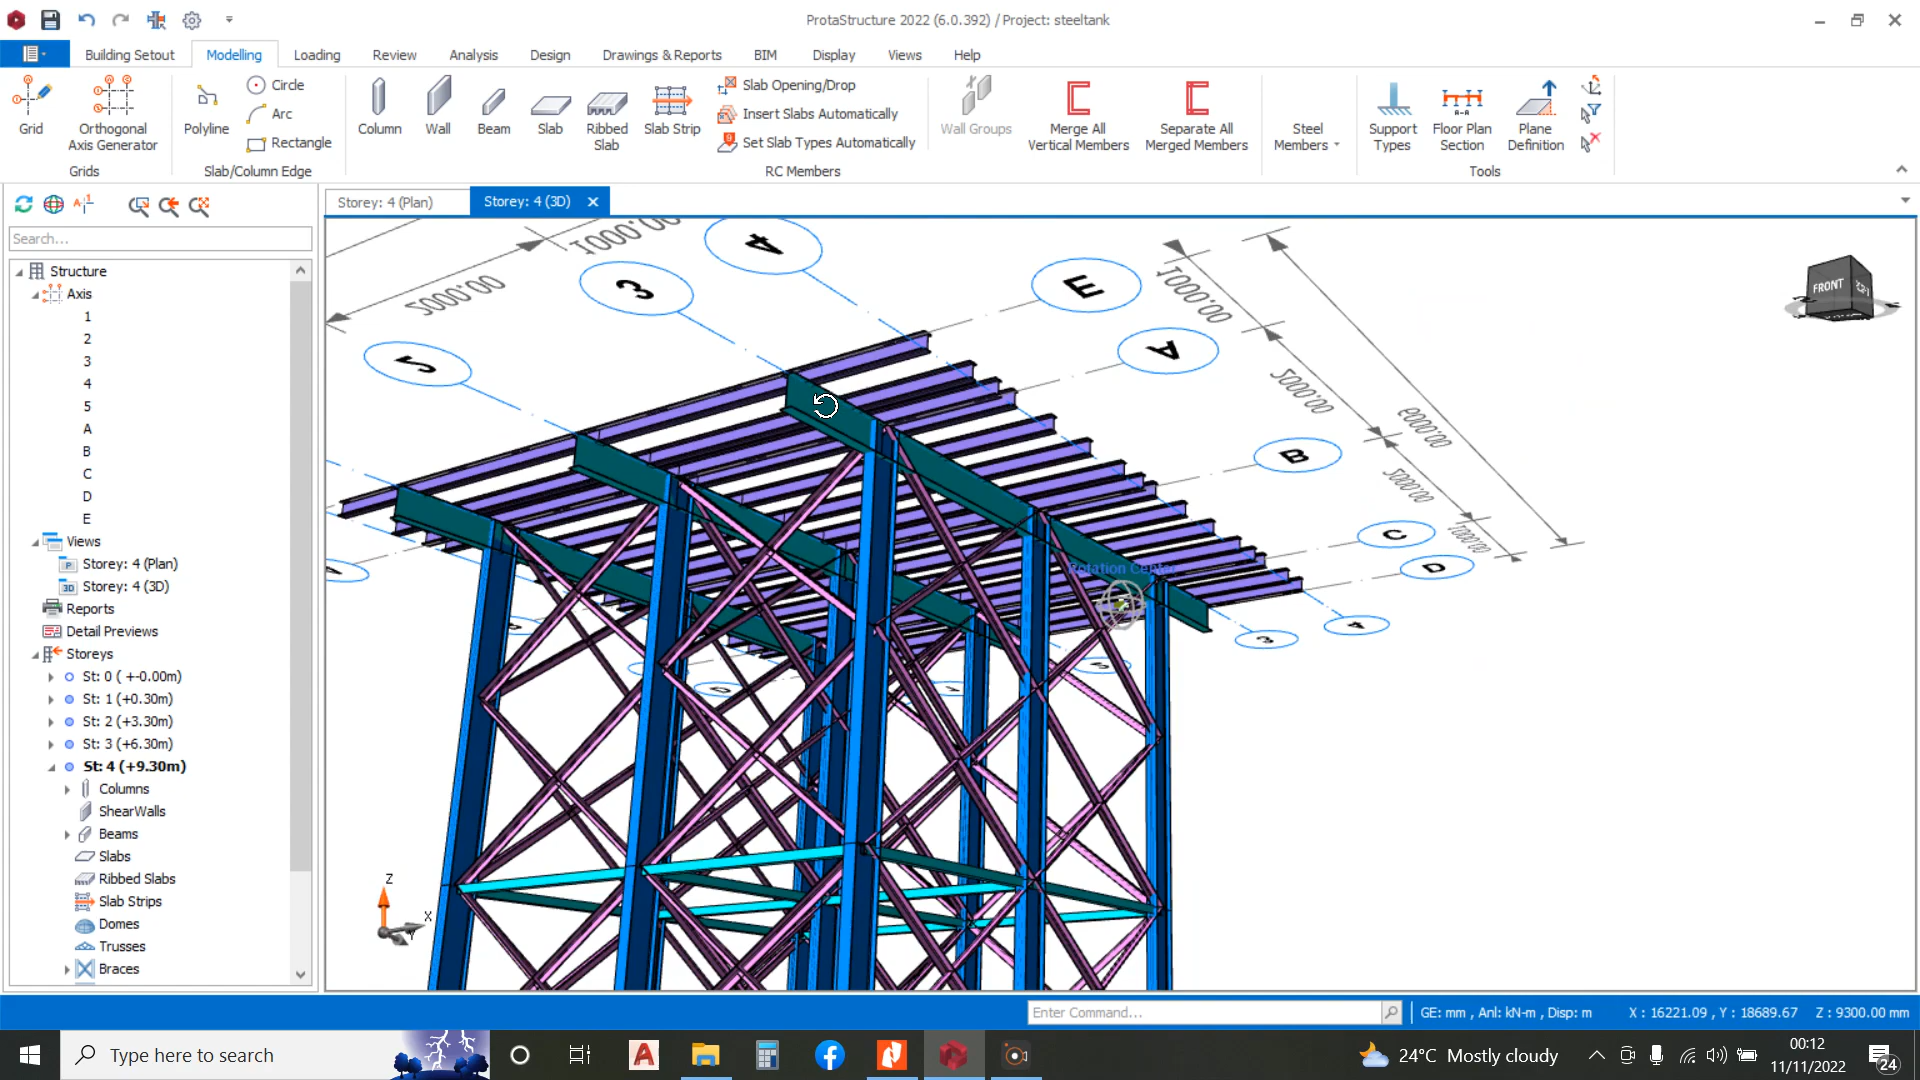 ProtaStructure 2022 (6.0.392) / Project: steeltank
Building Setout
Modelling
Loading
Review
Analysis
Design
Drawings & Reports
BIM
Display
Views
Help
Grid
Orthogonal
Axis Generator
Grids
Polyline
Circle
Arc
Rectangle
Slab/Column Edge
Column
Wall
Beam
Slab
Ribbed
Slab
Slab Strip
Slab Opening/Drop
Insert Slabs Automatically
Set Slab Types Automatically
Wall Groups
Merge All
Vertical Members
Separate All
Merged Members
RC Members
Steel
Members
Support
Types
Floor Plan
Section
Plane
Definition
Tools
Storey: 4 (Plan)
Storey: 4 (3D)
Search...
Structure
Axis
1
2
3
4
5
A
B
C
D
E
Views
Storey: 4 (Plan)
Storey: 4 (3D)
Reports
Detail Previews
Storeys
St: 0 ( +-0.00m)
St: 1 (+0.30m)
St: 2 (+3.30m)
St: 3 (+6.30m)
St: 4 (+9.30m)
Columns
ShearWalls
Beams
Slabs
Ribbed Slabs
Slab Strips
Domes
Trusses
Braces
1000.00
2000.00
4
3
2
E
A
B
C
D
1000.00
2000.00
2000.00
1000.00
6000.00
3
4
FRONT
Rotation Center
Z
X
Y
Enter Command...
GE: mm , Anl: kN-m , Disp: m
X : 16221.09 , Y : 18689.67
Z : 9300.00 mm
Type here to search
24°C Mostly cloudy
00:12
11/11/2022
24